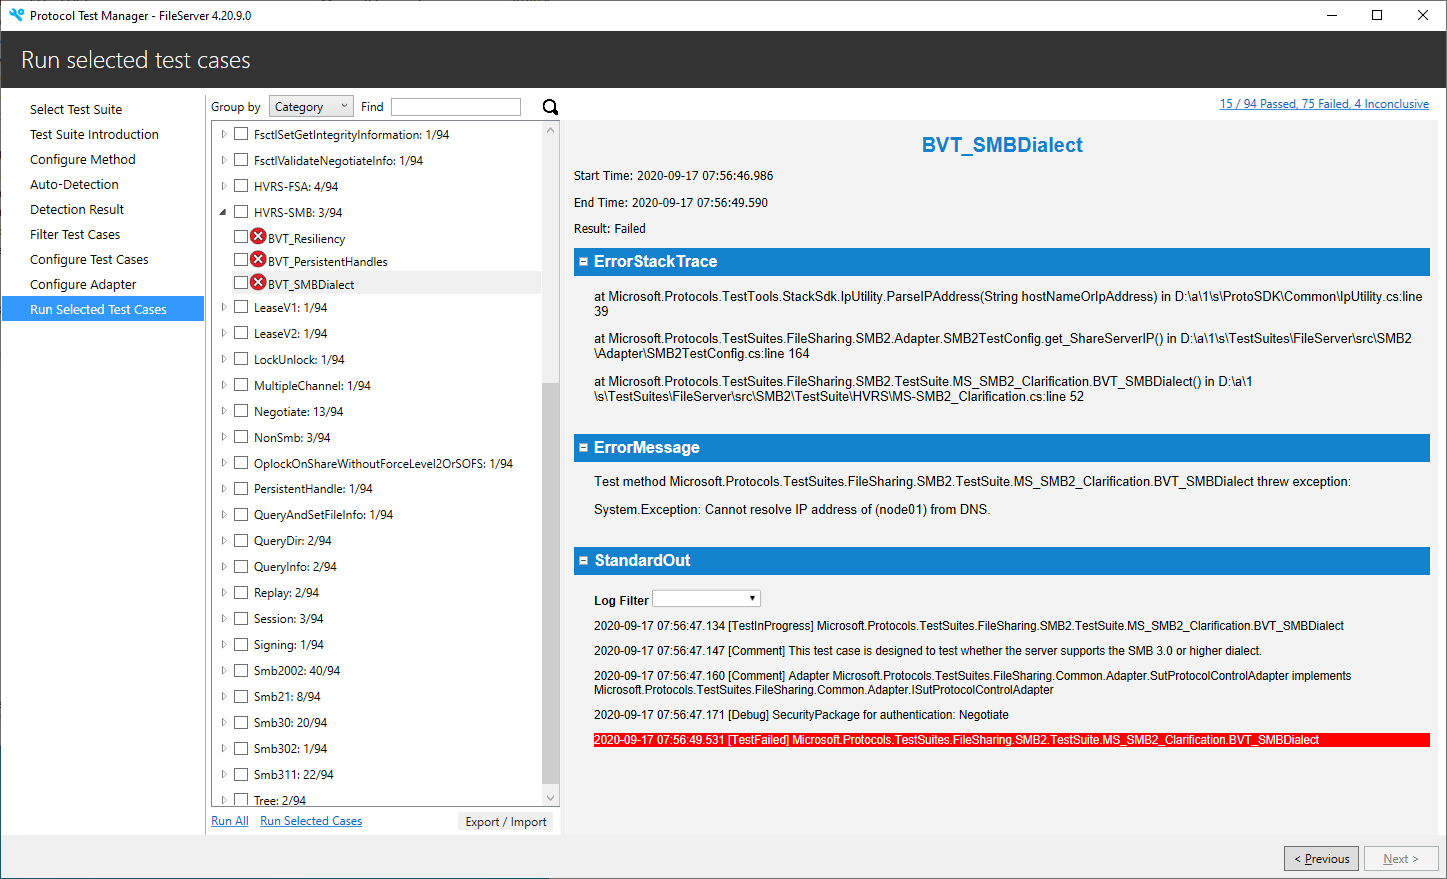 Protocol Test Manager - FileServer 4.20.9.0
Run selected test cases
Select Test Suite
Test Suite Introduction
Configure Method
Auto-Detection
Detection Result
Filter Test Cases
Configure Test Cases
Configure Adapter
Run Selected Test Cases
Group by Category Find
FsctlSetGetIntegrityInformation: 1/94
FsctlValidateNegotiateInfo: 1/94
HVRS-FSA: 4/94
HVRS-SMB: 3/94
BVT_Resiliency
BVT_PersistentHandles
BVT_SMBDialect
LeaseV1: 1/94
LeaseV2: 1/94
LockUnlock: 1/94
MultipleChannel: 1/94
Negotiate: 13/94
NonSmb: 3/94
OplockOnShareWithoutForceLevel2OrSOFS: 1/94
PersistentHandle: 1/94
QueryAndSetFileInfo: 1/94
QueryDir: 2/94
QueryInfo: 2/94
Replay: 2/94
Session: 3/94
Signing: 1/94
Smb2002: 40/94
Smb21: 8/94
Smb30: 20/94
Smb302: 1/94
Smb311: 22/94
Tree: 2/94
Run All Run Selected Cases Export / Import
15 / 94 Passed, 75 Failed, 4 Inconclusive
BVT_SMBDialect
Start Time: 2020-09-17 07:56:46.986
End Time: 2020-09-17 07:56:49.590
Result: Failed
ErrorStackTrace
at Microsoft.Protocols.TestTools.StackSdk.IpUtility.ParseIPAddress(String hostNameOrIpAddress) in D:\a\1\s\ProtoSDK\Common\IpUtility.cs:line
39
at Microsoft.Protocols.TestSuites.FileSharing.SMB2.Adapter.SMB2TestConfig.get_ShareServerIP() in D:\a\1\s\TestSuites\FileServer\src\SMB2
\Adapter\SMB2TestConfig.cs:line 164
at Microsoft.Protocols.TestSuites.FileSharing.SMB2.TestSuite.MS_SMB2_Clarification.BVT_SMBDialect() in D:\a\1
\s\TestSuites\FileServer\src\SMB2\TestSuite\HVRS\MS-SMB2_Clarification.cs:line 52
ErrorMessage
Test method Microsoft.Protocols.TestSuites.FileSharing.SMB2.TestSuite.MS_SMB2_Clarification.BVT_SMBDialect threw exception:
System.Exception: Cannot resolve IP address of (node01) from DNS.
StandardOut
Log Filter
2020-09-17 07:56:47.134 [TestInProgress] Microsoft.Protocols.TestSuites.FileSharing.SMB2.TestSuite.MS_SMB2_Clarification.BVT_SMBDialect
2020-09-17 07:56:47.147 [Comment] This test case is designed to test whether the server supports the SMB 3.0 or higher dialect.
2020-09-17 07:56:47.160 [Comment] Adapter Microsoft.Protocols.TestSuites.FileSharing.Common.Adapter.SutProtocolControlAdapter implements
Microsoft.Protocols.TestSuites.FileSharing.Common.Adapter.ISutProtocolControlAdapter
2020-09-17 07:56:47.171 [Debug] SecurityPackage for authentication: Negotiate
2020-09-17 07:56:49.531 [TestFailed] Microsoft.Protocols.TestSuites.FileSharing.SMB2.TestSuite.MS_SMB2_Clarification.BVT_SMBDialect
< Previous Next >